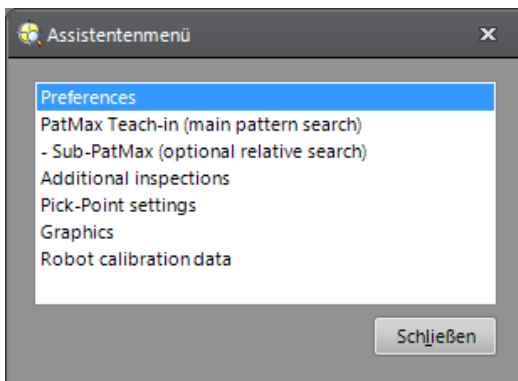 Assistentenmenü
Preferences
PatMax Teach-in (main pattern search)
- Sub-PatMax (optional relative search)
Additional inspections
Pick-Point settings
Graphics
Robot calibration data
Schließen